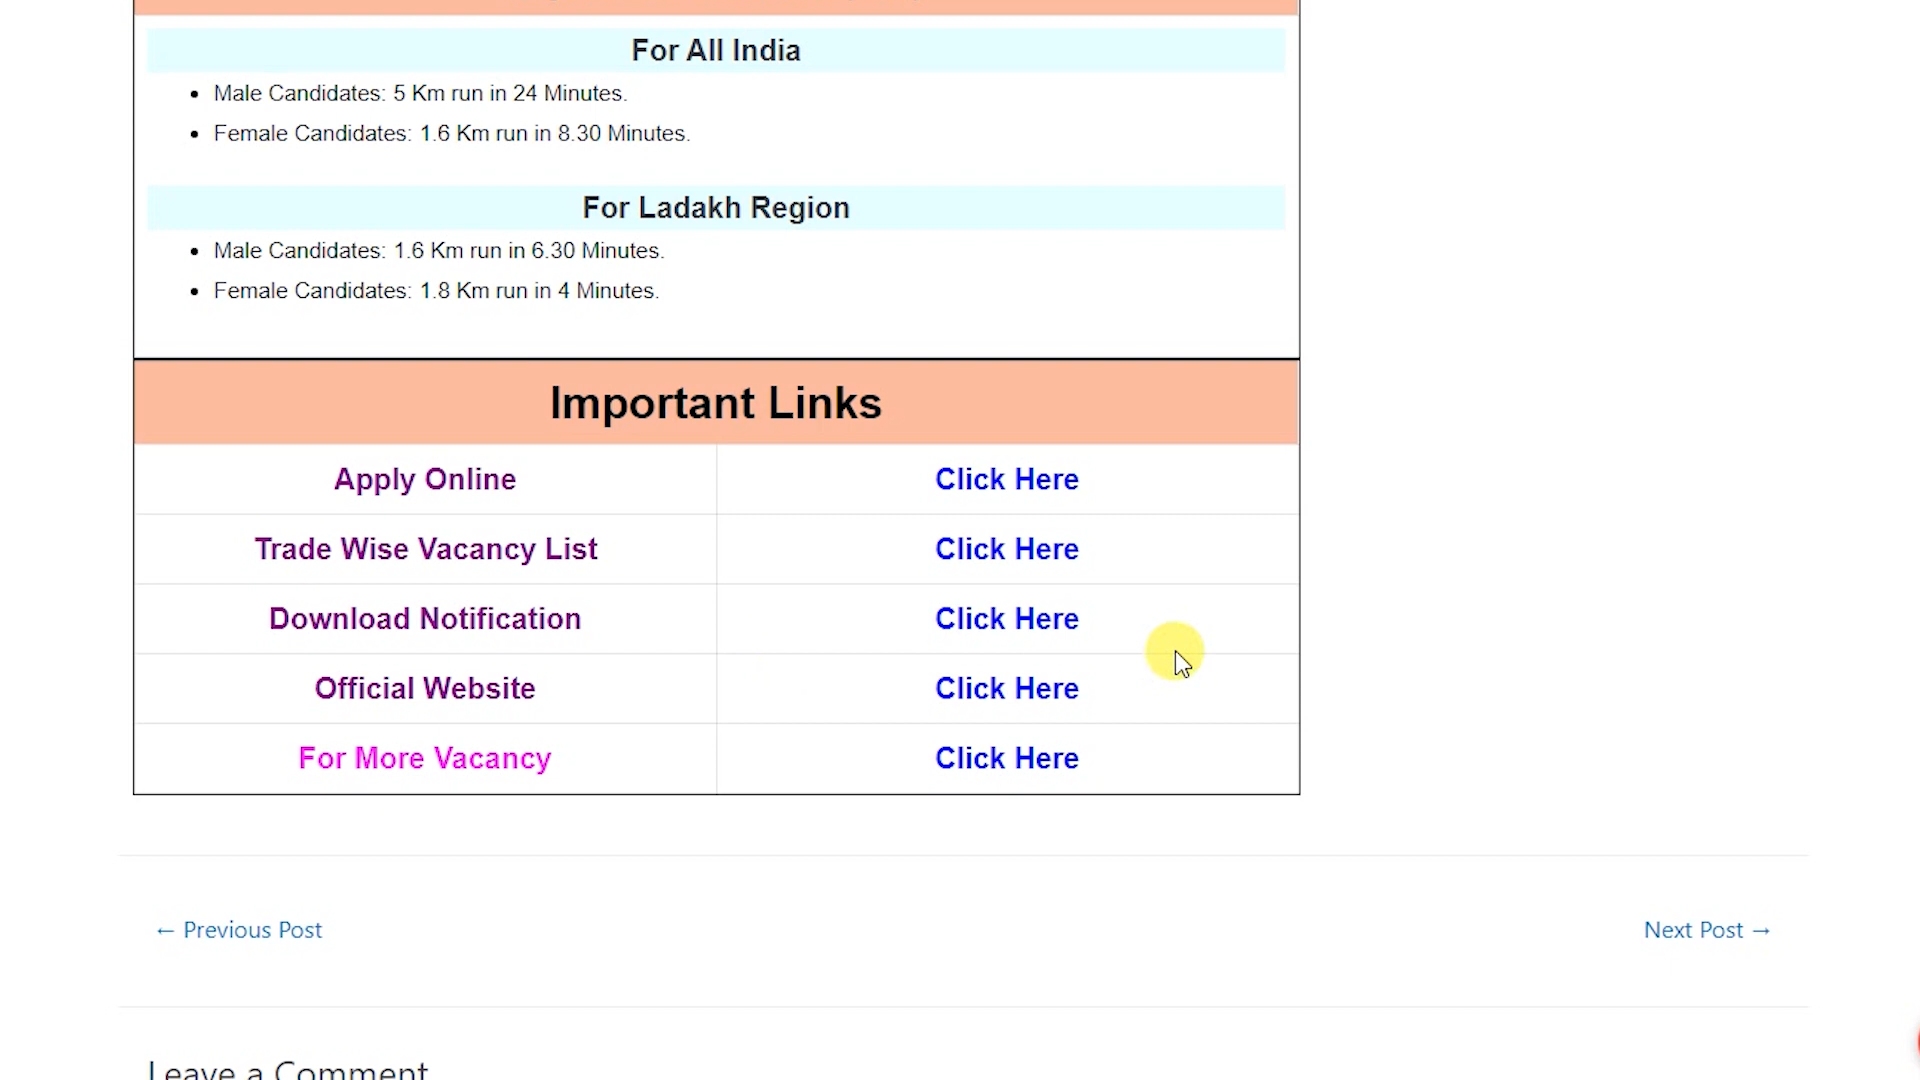 For All India
Male Candidates: 5 Km run in 24 Minutes.
Female Candidates: 1.6 Km run in 8.30 Minutes.
For Ladakh Region
Male Candidates: 1.6 Km run in 6.30 Minutes.
Female Candidates: 1.8 Km run in 4 Minutes.
Important Links
Apply Online Click Here
Trade Wise Vacancy List Click Here
Download Notification Click Here
Official Website Click Here
For More Vacancy Click Here
← Previous Post Next Post →
Leave a Comment